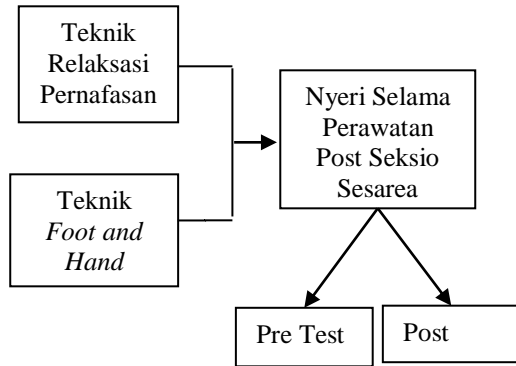 Teknik
Relaksasi
Pernafasan
Nyeri Selama
Perawatan
Post Seksio
Sesarea
Teknik
Foot and
Hand
Pre Test
Post